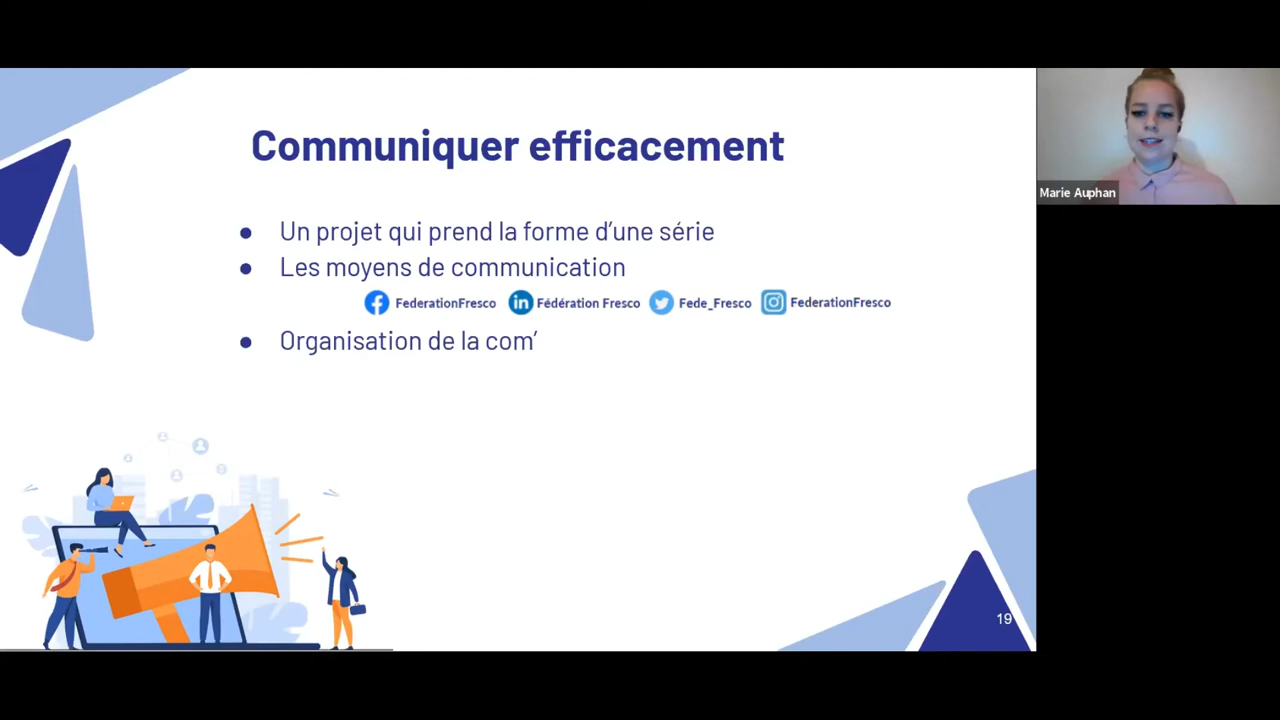 Communiquer efficacement
Marie Auphan
● Un projet qui prend la forme d’une série
● Les moyens de communication
FederationFresco Fédération Fresco Fede_Fresco FederationFresco
● Organisation de la com’
19